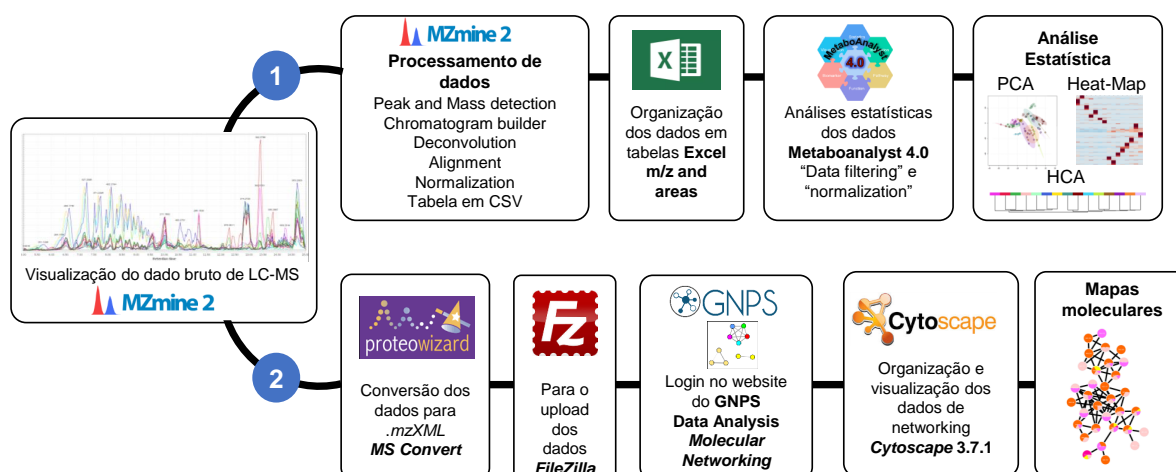 Visualização do dado bruto de LC-MS
MZmine 2
1
MZmine 2
Processamento de
dados
Peak and Mass detection
Chromatogram builder
Deconvolution
Alignment
Normalization
Tabela em CSV
X
Organização
dos dados em
tabelas Excel
m/z and
areas
MetaboAnalyst
4.0
Análises estatísticas
dos dados
Metaboanalyst 4.0
“Data filtering” e
“normalization”
Análise
Estatística
PCA
Heat-Map
HCA
2
proteowizard
Conversão dos
dados para
.mzXML
MS Convert
Fz
Para o
upload
dos
dados
FileZilla
GNPS
Login no website
do GNPS
Data Analysis
Molecular
Networking
Cytoscape
Organização e
visualização dos
dados de
networking
Cytoscape 3.7.1
Mapas
moleculares